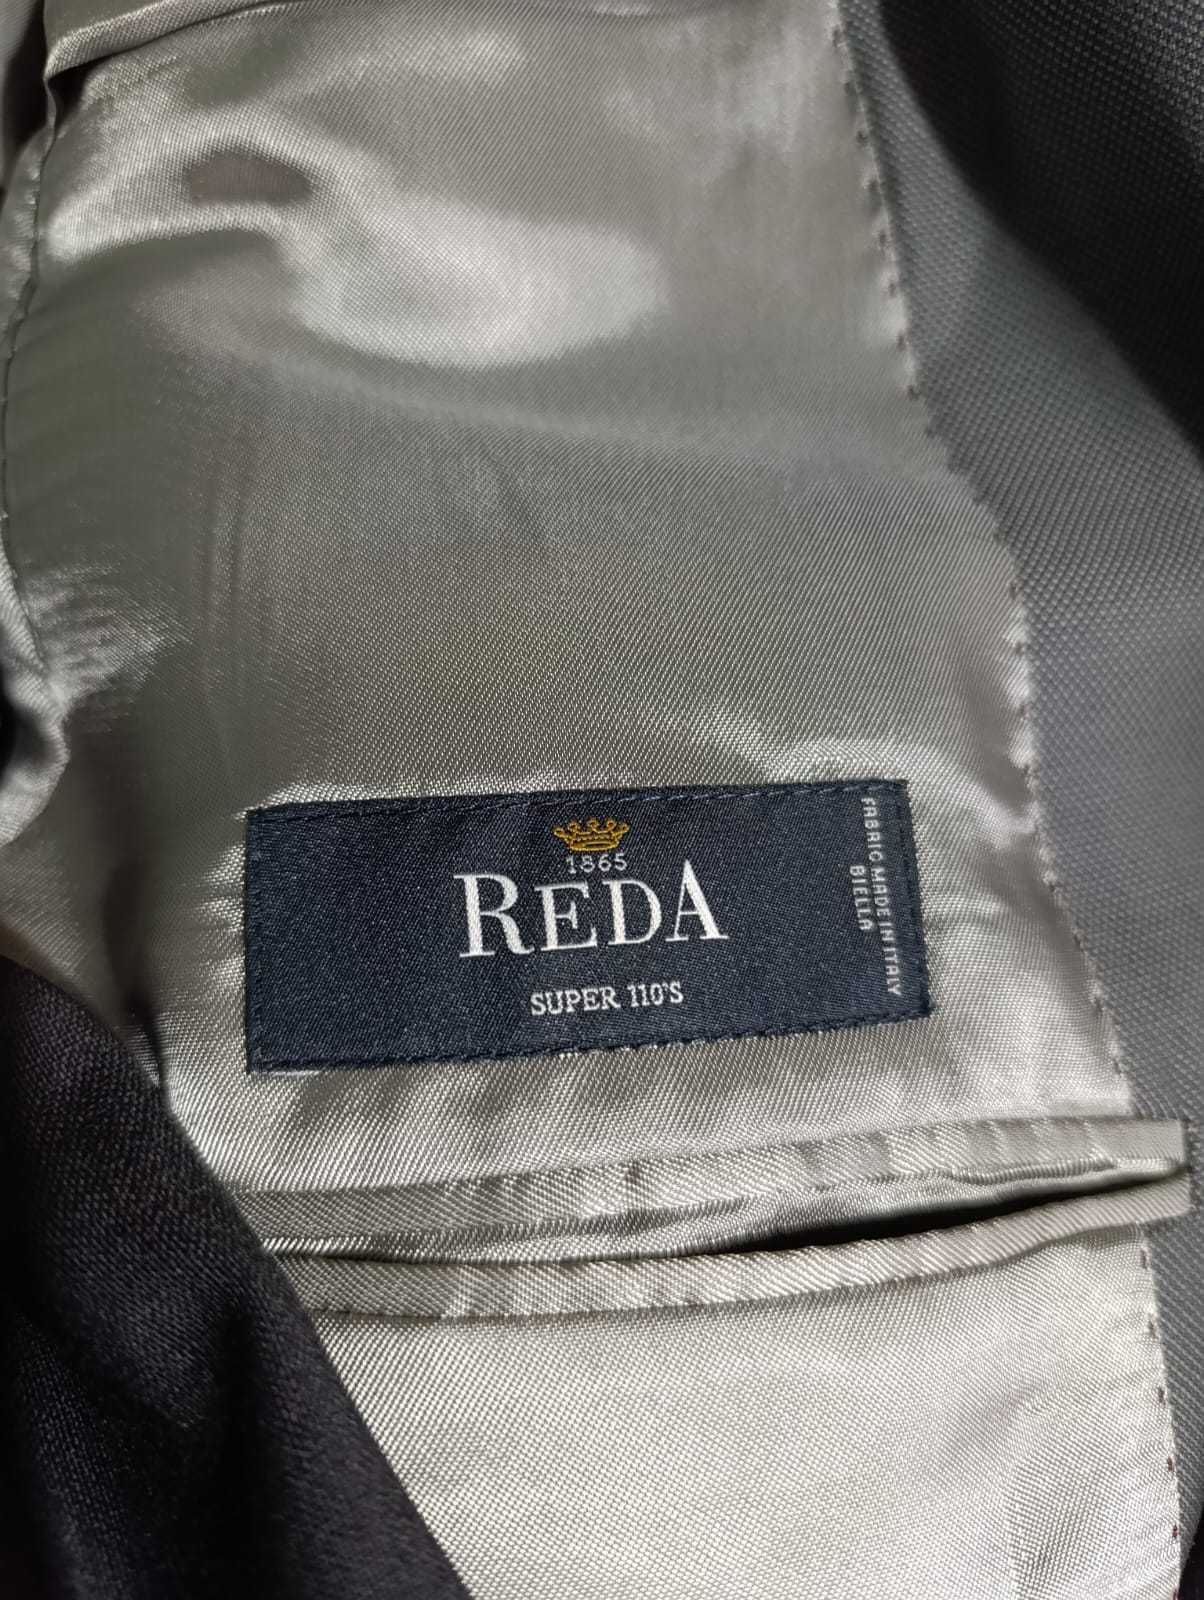 1865
REDA
SUPER 110'S
FABRIC MADE IN ITALY
BIELLA